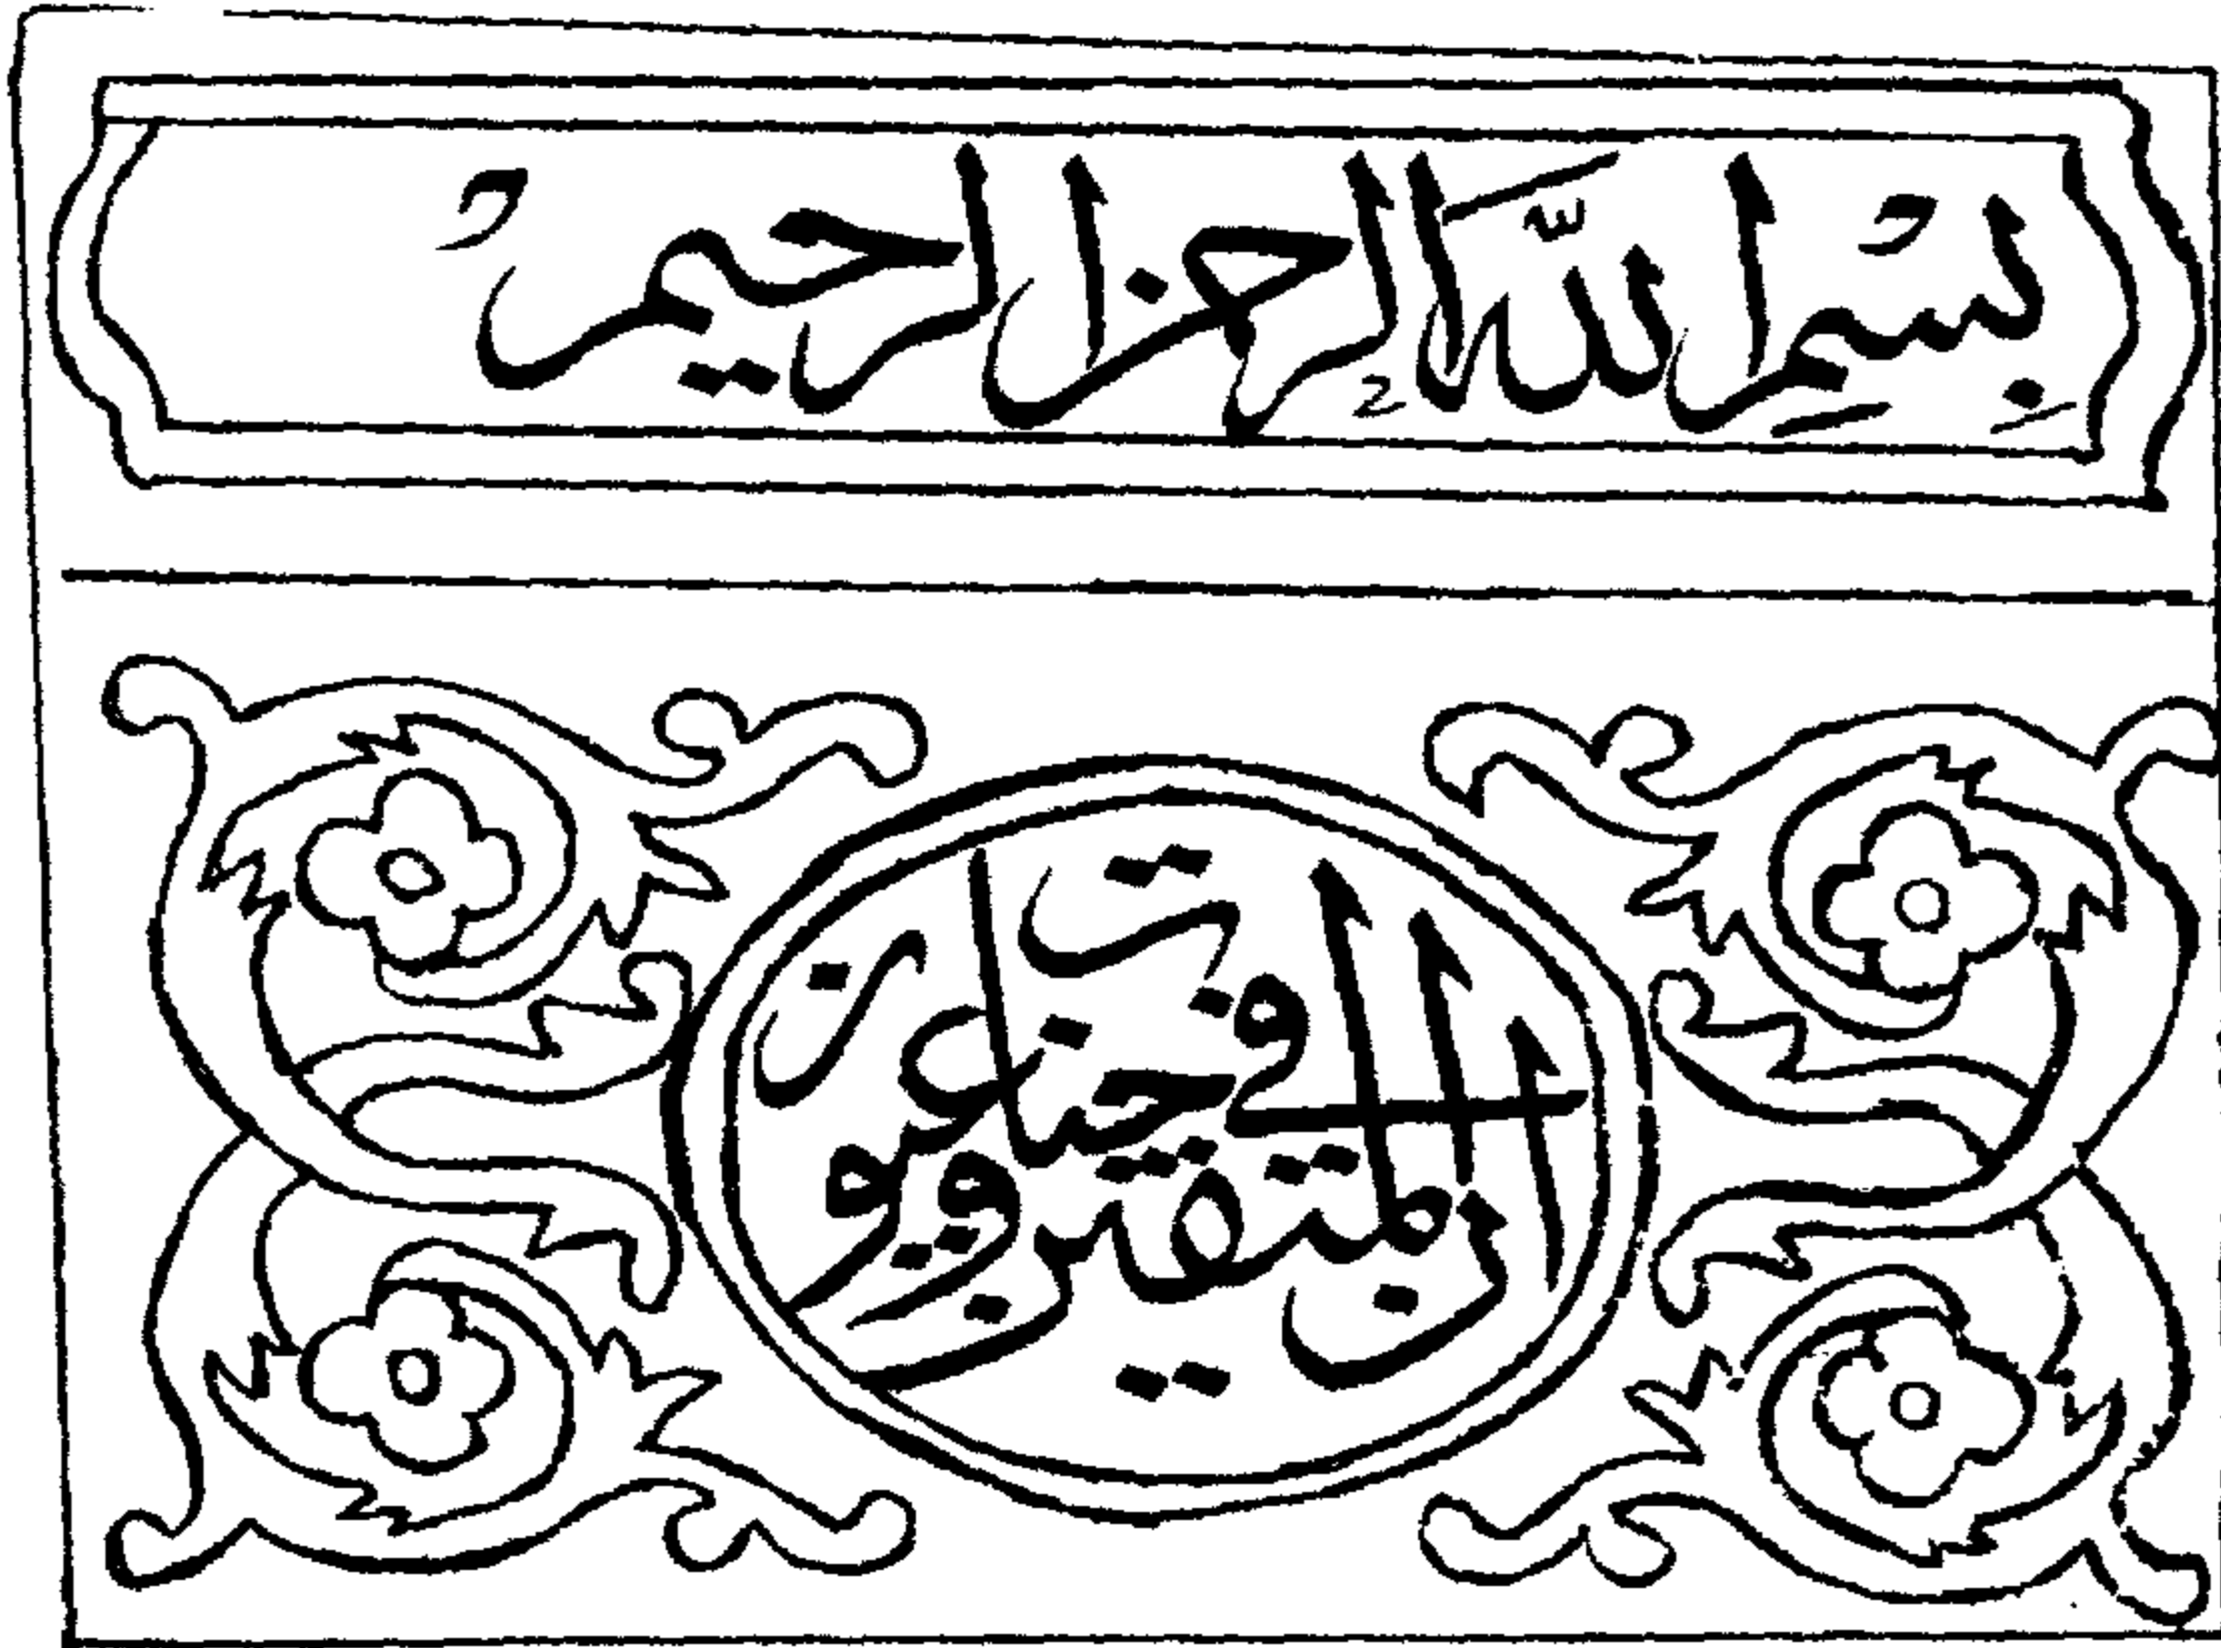 بسم الله الرحمن الرحيم
ان المتقين في جنات وعيون